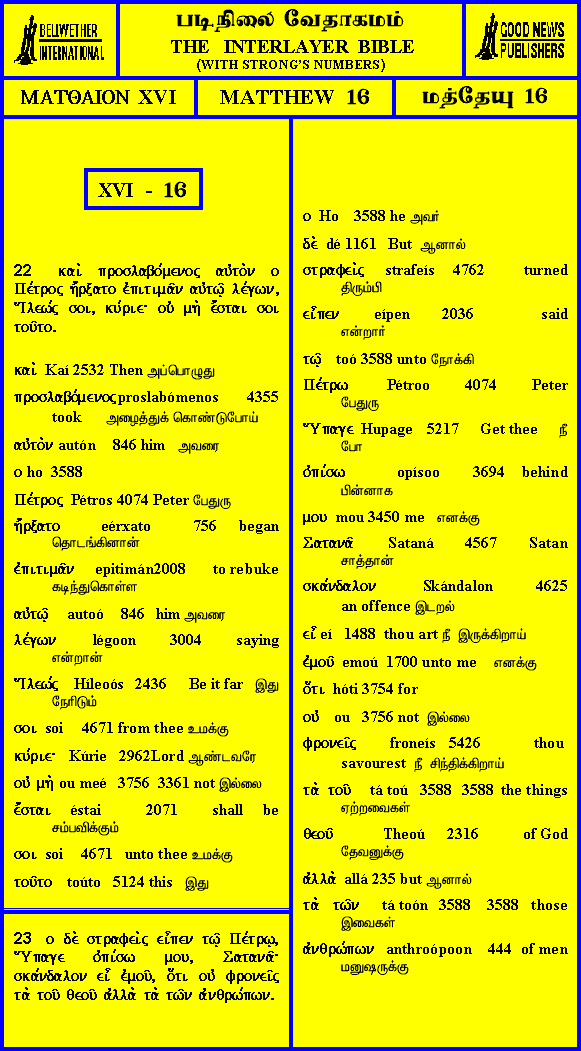 BELLWETHER
INTERNATIONAL
படிநிலை வேதாகமம்
THE INTERLAYER BIBLE
(WITH STRONG'S NUMBERS)
GOOD NEWS
PUBLISHERS
ΜΑΤΘΑΙΟΝ XVI
MATTHEW 16
மத்தேயு 16
XVI - 16
22 καὶ προσλαβόμενος αὐτὸν ο
Πέτρος ἤρξατο ἐπιτιμᾶν αὐτῷ λέγων,
Ἵλεώς σοι, κύριε· οὐ μὴ ἔσται σοι
τοῦτο.
καὶ Kaí 2532 Then அப்பொழுது
προσλαβόμενος proslabómenos 4355
took அழைத்துக் கொண்டுபோய்
αὐτὸν autón 846 him அவரை
ο ho 3588
Πέτρος Pétros 4074 Peter பேதுரு
ἤρξατο eérxato 756 began
தொடங்கினான்
ἐπιτιμᾶν epitimán2008 to rebuke
கடிந்துகொள்ள
αὐτῷ autoó 846 him அவரை
λέγων légoon 3004 saying
என்றான்
Ἵλεώς Híleoós 2436 Be it far இது
நேரிடும்
σοι soi 4671 from thee உமக்கு
κύριε· Kúrie 2962Lord ஆண்டவரே
οὐ μὴ ou meé 3756 3361 not இல்லை
ἔσται éstai 2071 shall be
சம்பவிக்கும்
σοι soi 4671 unto thee உமக்கு
τοῦτο toúto 5124 this இது
23 ο δὲ στραφεὶς εἶπεν τῷ Πέτρῳ,
Ὕπαγε ὀπίσω μου, Σατανᾶ·
σκάνδαλον εἶ ἐμοῦ, ὅτι οὐ φρονεῖς
τὰ τοῦ θεοῦ ἀλλὰ τὰ τῶν ἀνθρώπων.
ο Ho 3588 he அவர்
δὲ dé 1161 But ஆனால்
στραφεὶς strafeís 4762 turned
திரும்பி
εἶπεν eípen 2036 said
என்றார்
τῷ toó 3588 unto நோக்கி
Πέτρω Pétroo 4074 Peter
பேதுரு
Ὕπαγε Hupage 5217 Get thee நீ
போ
ὀπίσω opísoo 3694 behind
பின்னாக
μου mou 3450 me எனக்கு
Σατανᾶ Sataná 4567 Satan
சாத்தான்
σκάνδαλον Skándalon 4625
an offence இடறல்
εἶ eí 1488 thou art நீ இருக்கிறாய்
ἐμοῦ emoú 1700 unto me எனக்கு
ὅτι hóti 3754 for
οὐ ou 3756 not இல்லை
φρονεῖς froneís 5426 thou
savourest நீ சிந்திக்கிறாய்
τὰ τοῦ tá toú 3588 3588 the things
ஏற்றவைகள்
θεοῦ Theoú 2316 of God
தேவனுக்கு
ἀλλὰ allá 235 but ஆனால்
τὰ τῶν tá toón 3588 3588 those
இவைகள்
ἀνθρώπων anthroópoon 444 of men
மனுஷருக்கு